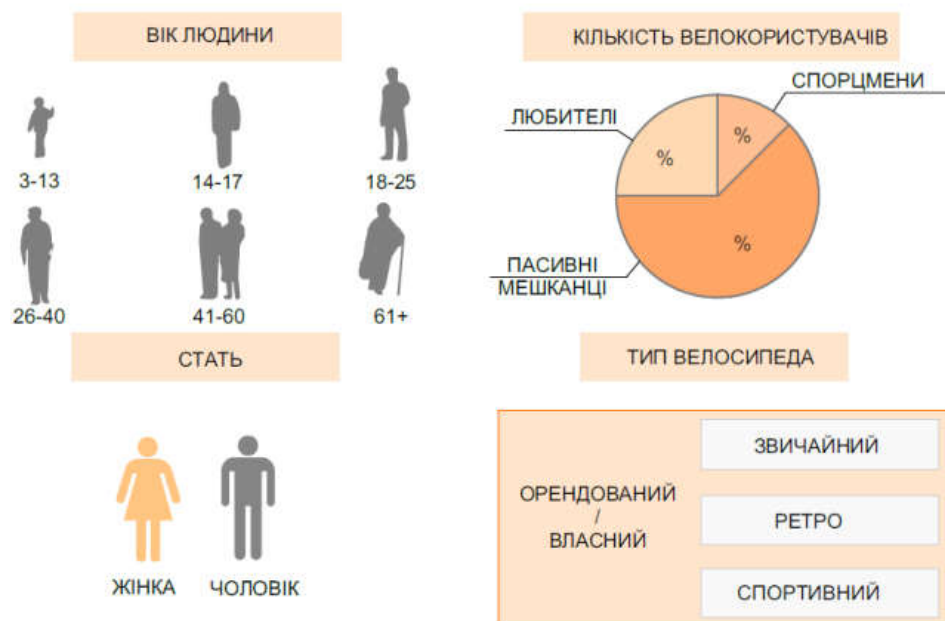 ВІК ЛЮДИНИ
3-13
14-17
18-25
26-40
41-60
61+
КІЛЬКІСТЬ ВЕЛОКОРИСТУВАЧІВ
СПОРЦМЕНИ
ЛЮБИТЕЛІ
%
%
%
ПАСИВНІ
МЕШКАНЦІ
СТАТЬ
ЖІНКА
ЧОЛОВІК
ТИП ВЕЛОСИПЕДА
ОРЕНДОВАНИЙ
/
ВЛАСНИЙ
ЗВИЧАЙНИЙ
РЕТРО
СПОРТИВНИЙ